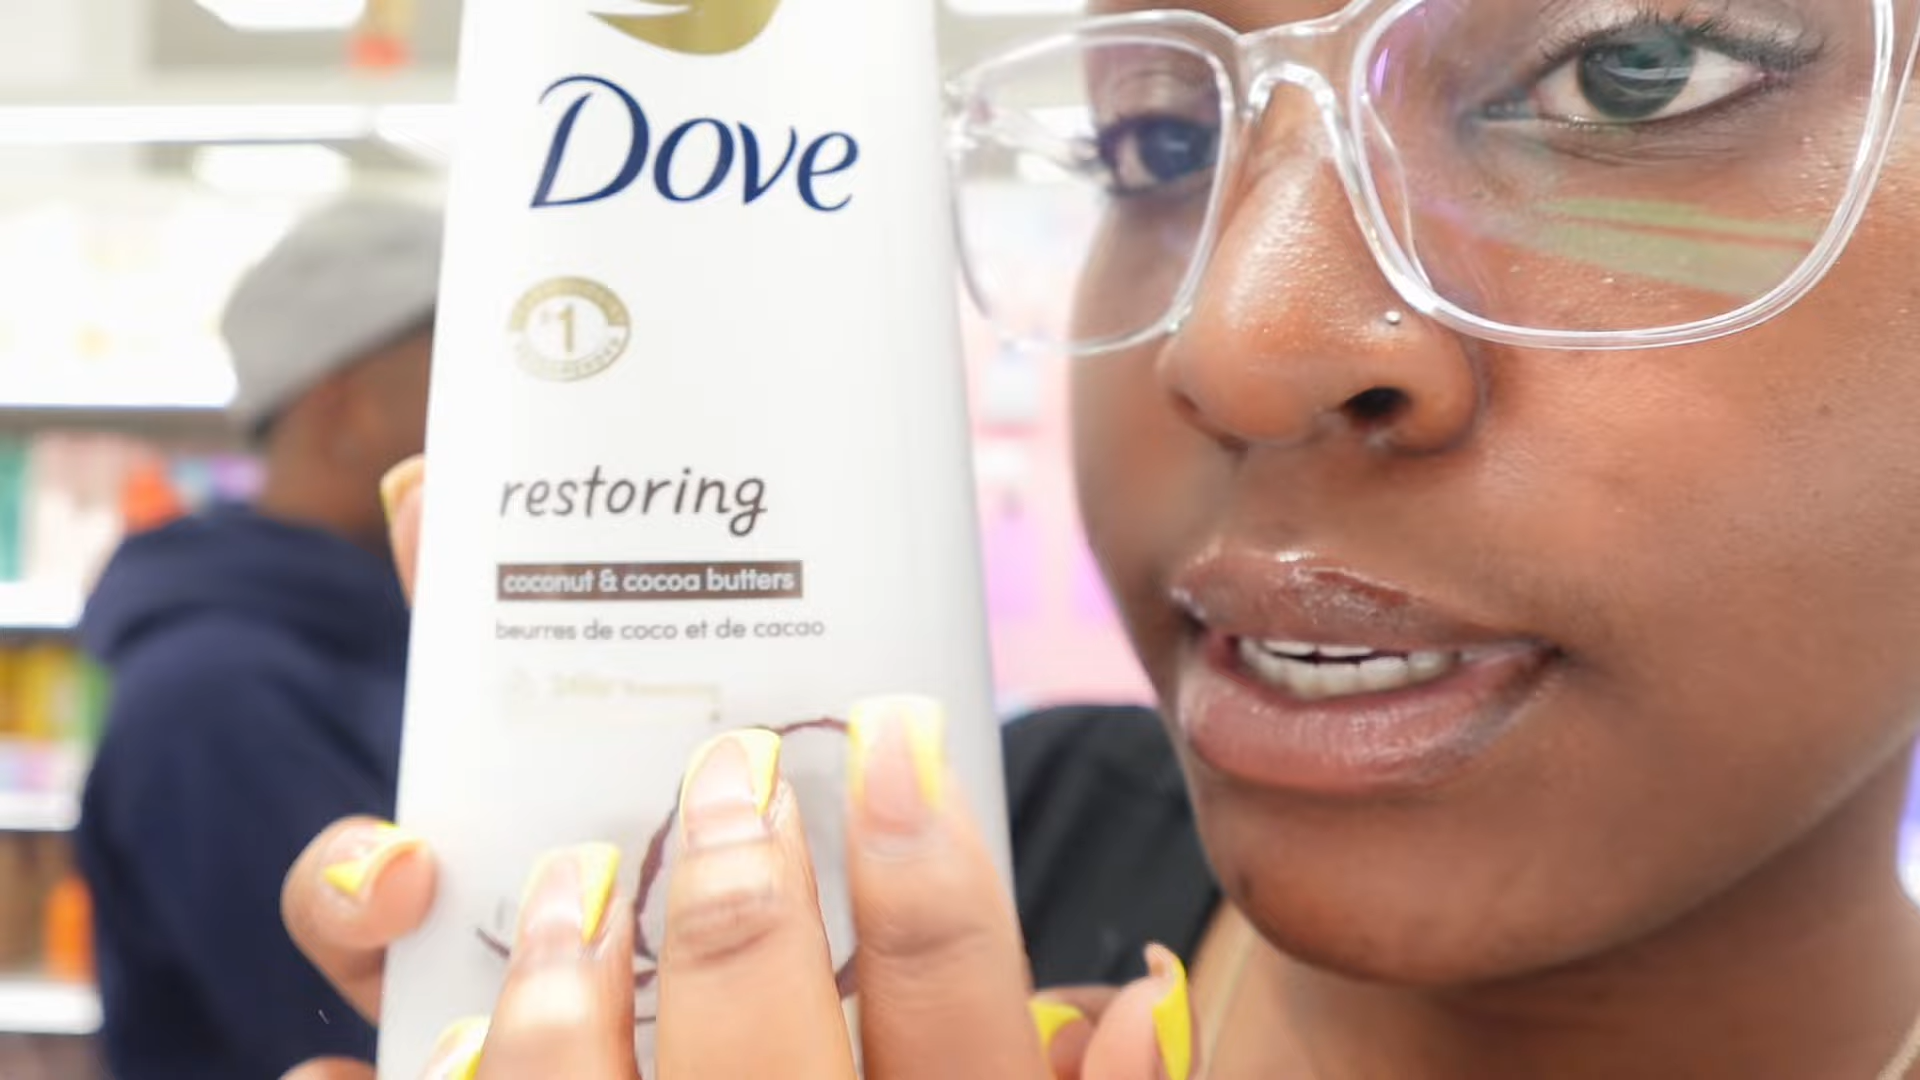 Dove
#1
restoring
coconut & cocoa butters
beurres de coco et de cacao